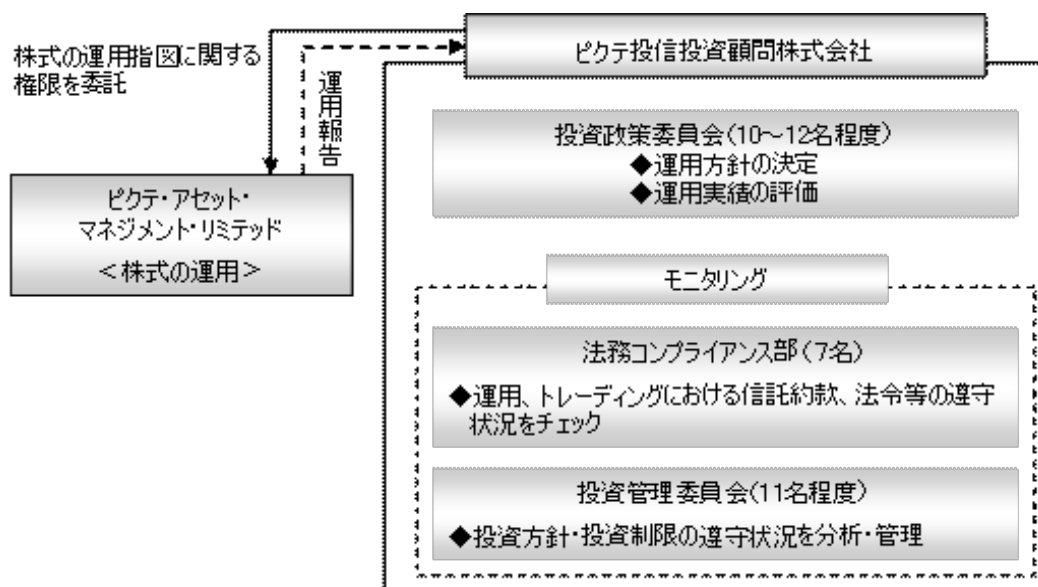 株式の運用指図に関する
権限を委託
運用報告
ピクテ投信投資顧問株式会社
投資政策委員会(10～12名程度)
◆運用方針の決定
◆運用実績の評価
ピクテ・アセット・
マネジメント・リミテッド
＜株式の運用＞
モニタリング
法務コンプライアンス部(7名)
◆運用、トレーディングにおける信託約款、法令等の遵守
状況をチェック
投資管理委員会(11名程度)
◆投資方針・投資制限の遵守状況を分析・管理